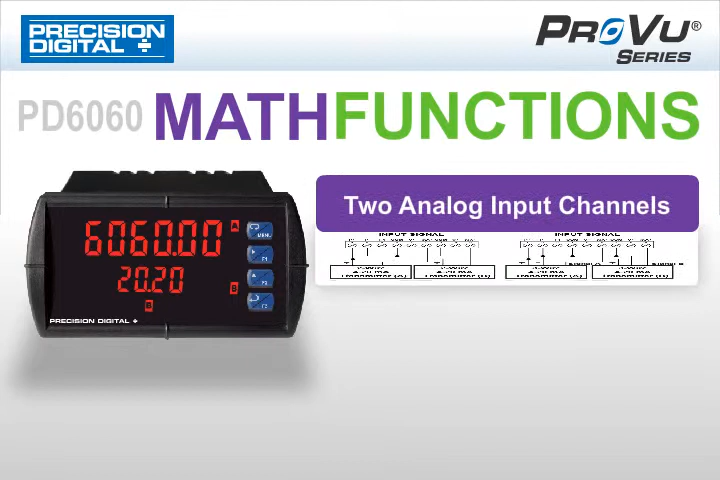 PRECISION
DIGITAL
PROVU®
SERIES
PD6060 MATHFUNCTIONS
Two Analog Input Channels
INPUT SIGNAL INPUT SIGNAL
6060.00 A
MENU
F1
20.20 B
F2
B
F3
PRECISION DIGITAL